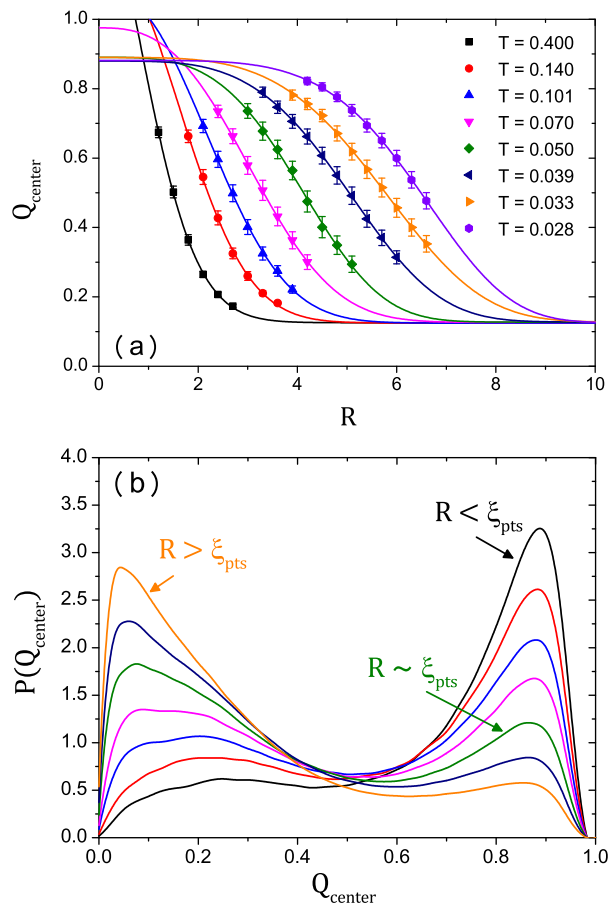 1.0
0.8
0.6
0.4
0.2
0.0
Q_center
T = 0.400
T = 0.140
T = 0.101
T = 0.070
T = 0.050
T = 0.039
T = 0.033
T = 0.028
(a)
0 2 4 6 8 10
R
4.0
3.5
3.0
2.5
2.0
1.5
1.0
0.5
0.0
P(Q_center)
(b)
R < ξ_pts
R > ξ_pts
R ~ ξ_pts
0.0 0.2 0.4 0.6 0.8 1.0
Q_center